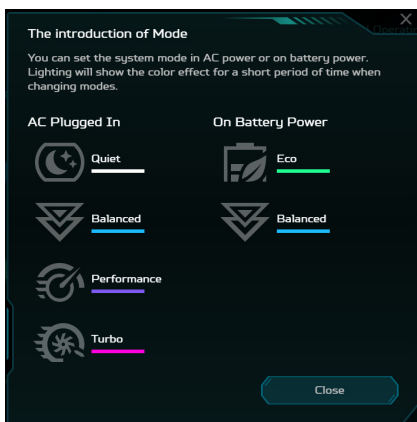 The introduction of Mode
You can set the system mode in AC power or on battery power.
Lighting will show the color effect for a short period of time when
changing modes.
AC Plugged In
On Battery Power
Quiet
Eco
Balanced
Balanced
Performance
Turbo
Close